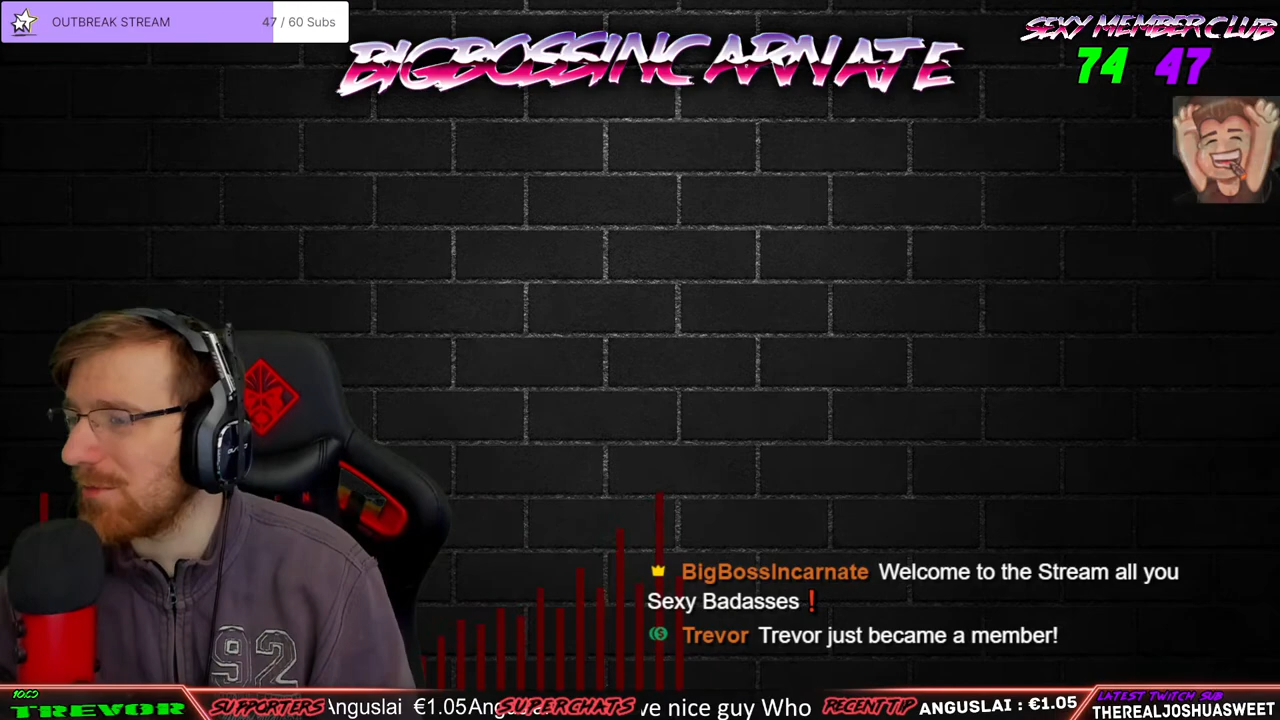 OUTBREAK STREAM 47 / 60 Subs
BIGBOSSINCARNATE
SEXY MEMBER CLUB
74 47
EN
92
👑 BigBossIncarnate Welcome to the Stream all you
Sexy Badasses❗
Trevor Trevor just became a member!
TREVOR
SUPPORTERS Anguslai €1.05
SUPERCHATS ve nice guy Who
RECENT TIP ANGUSLAI : €1.05
LATEST TWITCH SUB
THEREALJOSHUASWEET